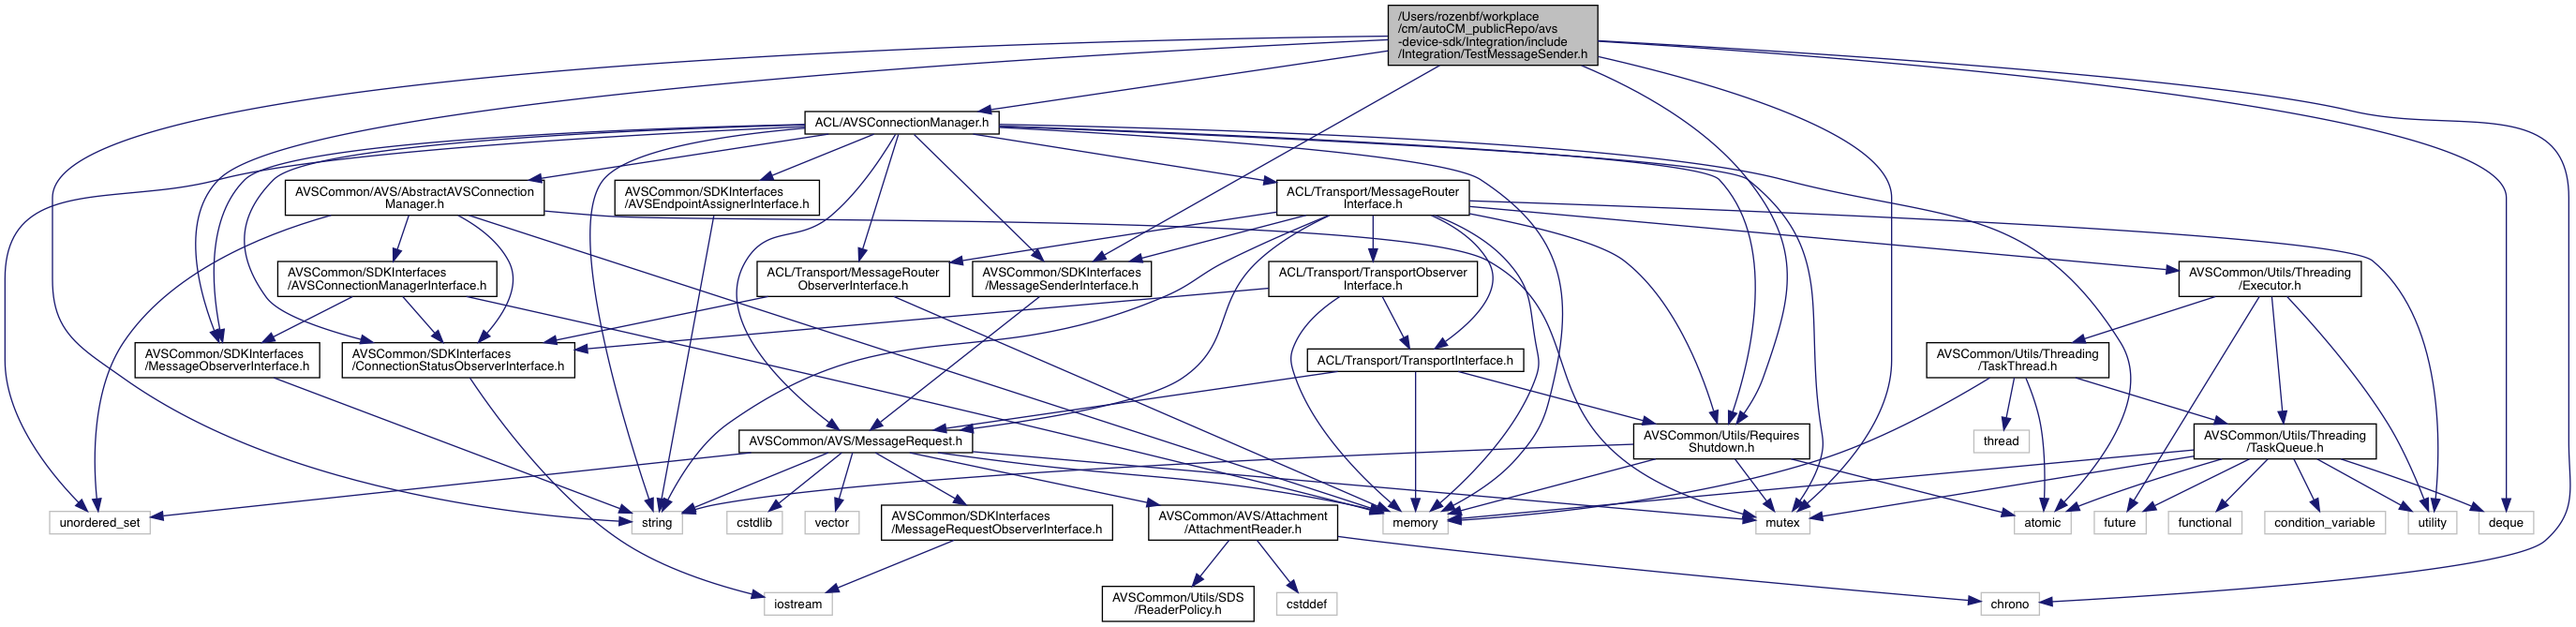 /Users/rozenbf/workplace
/cm/autoCM_publicRepo/avs
-device-sdk/Integration/include
/Integration/TestMessageSender.h
ACL/AVSConnectionManager.h
AVSCommon/AVS/AbstractAVSConnection
Manager.h
AVSCommon/SDKInterfaces
/AVSEndpointAssignerInterface.h
ACL/Transport/MessageRouter
Interface.h
AVSCommon/SDKInterfaces
/AVSConnectionManagerInterface.h
ACL/Transport/MessageRouter
ObserverInterface.h
AVSCommon/SDKInterfaces
/MessageSenderInterface.h
ACL/Transport/TransportObserver
Interface.h
AVSCommon/Utils/Threading
/Executor.h
AVSCommon/SDKInterfaces
/MessageObserverInterface.h
AVSCommon/SDKInterfaces
/ConnectionStatusObserverInterface.h
ACL/Transport/TransportInterface.h
AVSCommon/Utils/Threading
/TaskThread.h
AVSCommon/AVS/MessageRequest.h
AVSCommon/Utils/Requires
Shutdown.h
thread
AVSCommon/Utils/Threading
/TaskQueue.h
unordered_set
string
cstdlib
vector
AVSCommon/SDKInterfaces
/MessageRequestObserverInterface.h
AVSCommon/AVS/Attachment
/AttachmentReader.h
memory
mutex
atomic
future
functional
condition_variable
utility
deque
iostream
AVSCommon/Utils/SDS
/ReaderPolicy.h
cstddef
chrono